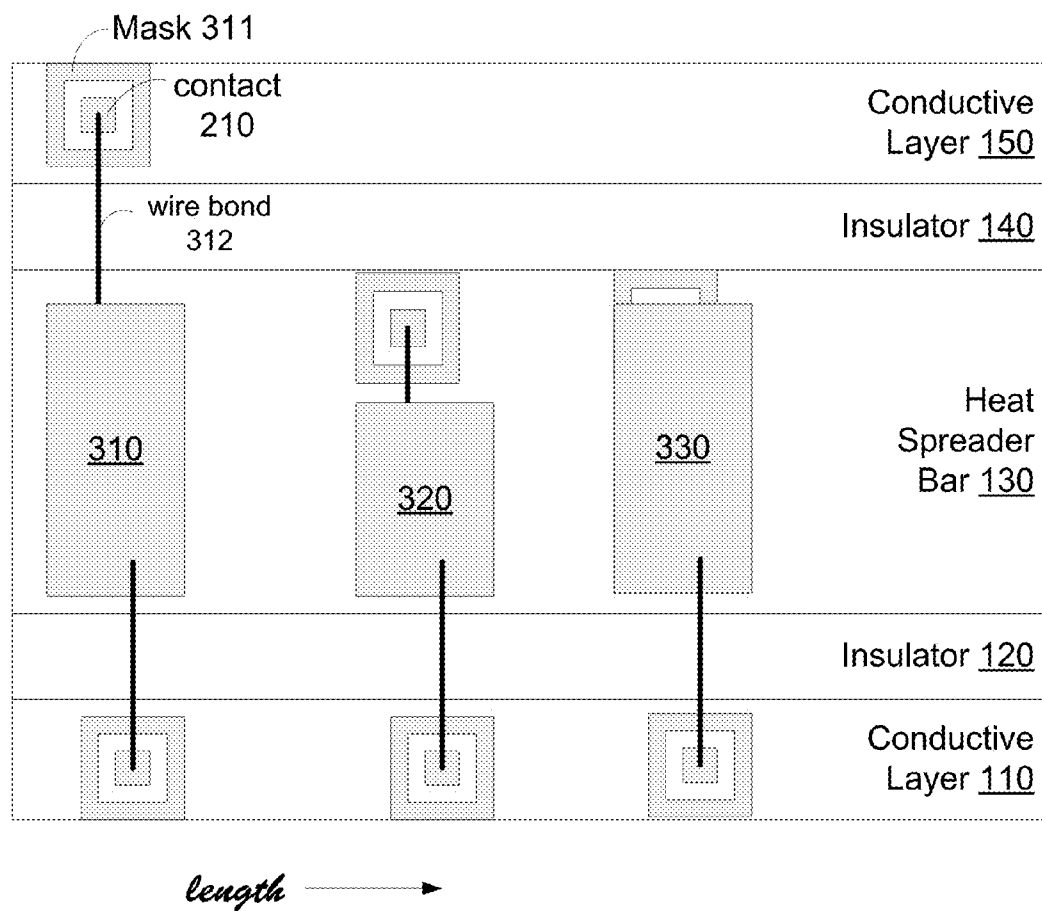 Mask 311
contact
210
Conductive
Layer 150
wire bond
312
Insulator 140
310
320
330
Heat
Spreader
Bar 130
Insulator 120
Conductive
Layer 110
length